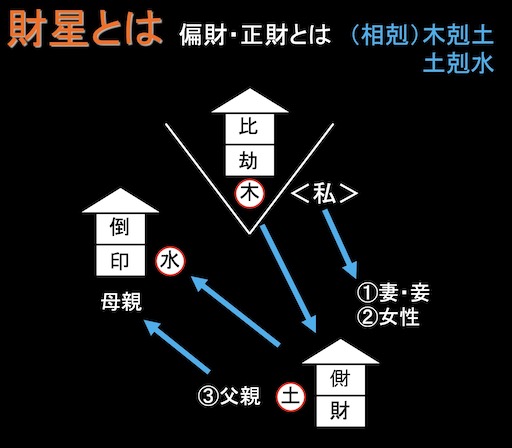 財星とは
偏財・正財とは
（相剋）木剋土
土剋水
比
劫
木
＜私＞
倒
印
水
母親
①妻・妾
②女性
③父親
土
財